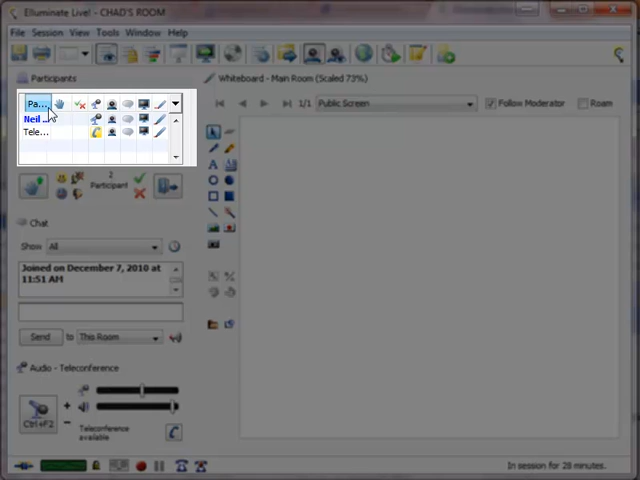 Elluminate Live! - CHAD'S ROOM
File Session View Tools Window Help
Participants
Pa...
Neil ...
Tele...
2
Participant
Chat
Show All
Joined on December 7, 2010 at
11:51 AM
Send to This Room
Audio - Teleconference
Ctrl+F2
Teleconference
available
Whiteboard - Main Room (Scaled 73%)
1/1 Public Screen Follow Moderator Roam
A
In session for 28 minutes.